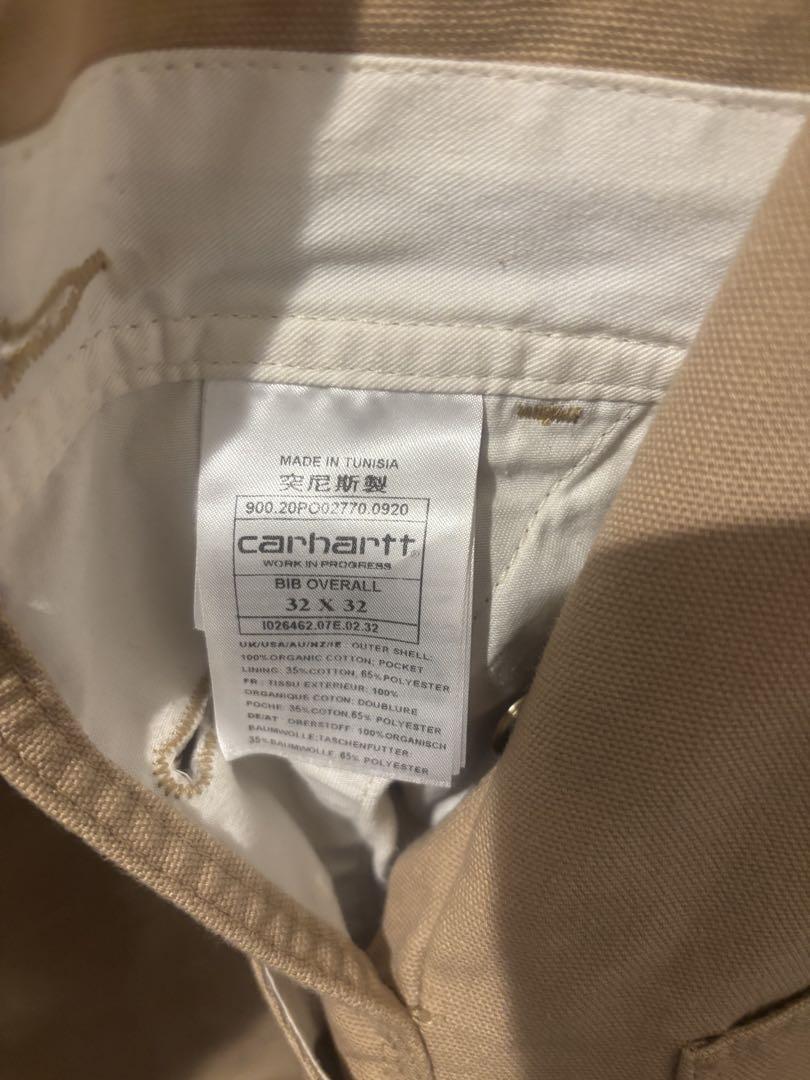 MADE IN TUNISIA
突尼斯製
900.20PO02770.0920
carhartt
WORK IN PROGRESS
BIB OVERALL
32 X 32
I026462.07E.02.32
UK/USA/AU/NZ/IE : OUTER SHELL:
100%ORGANIC COTTON; POCKET
LINING: 35%COTTON, 65%POLYESTER
FR : TISSU EXTERIEUR: 100%
ORGANIQUE COTON; DOUBLURE
POCHE: 35%COTON,65% POLYESTER
DE/AT : OBERSTOFF: 100%ORGANISCH
BAUMWOLLE;TASCHENFUTTER:
35%BAUMWOLLE, 65% POLYESTER